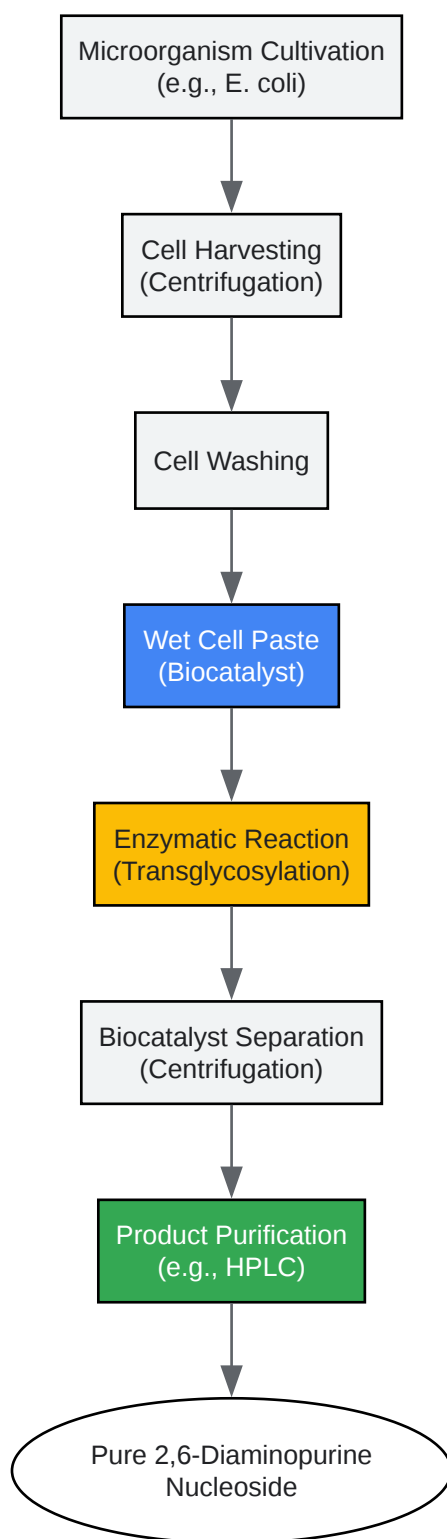 Microorganism Cultivation
(e.g., E. coli)
Cell Harvesting
(Centrifugation)
Cell Washing
Wet Cell Paste
(Biocatalyst)
Enzymatic Reaction
(Transglycosylation)
Biocatalyst Separation
(Centrifugation)
Product Purification
(e.g., HPLC)
Pure 2,6-Diaminopurine
Nucleoside